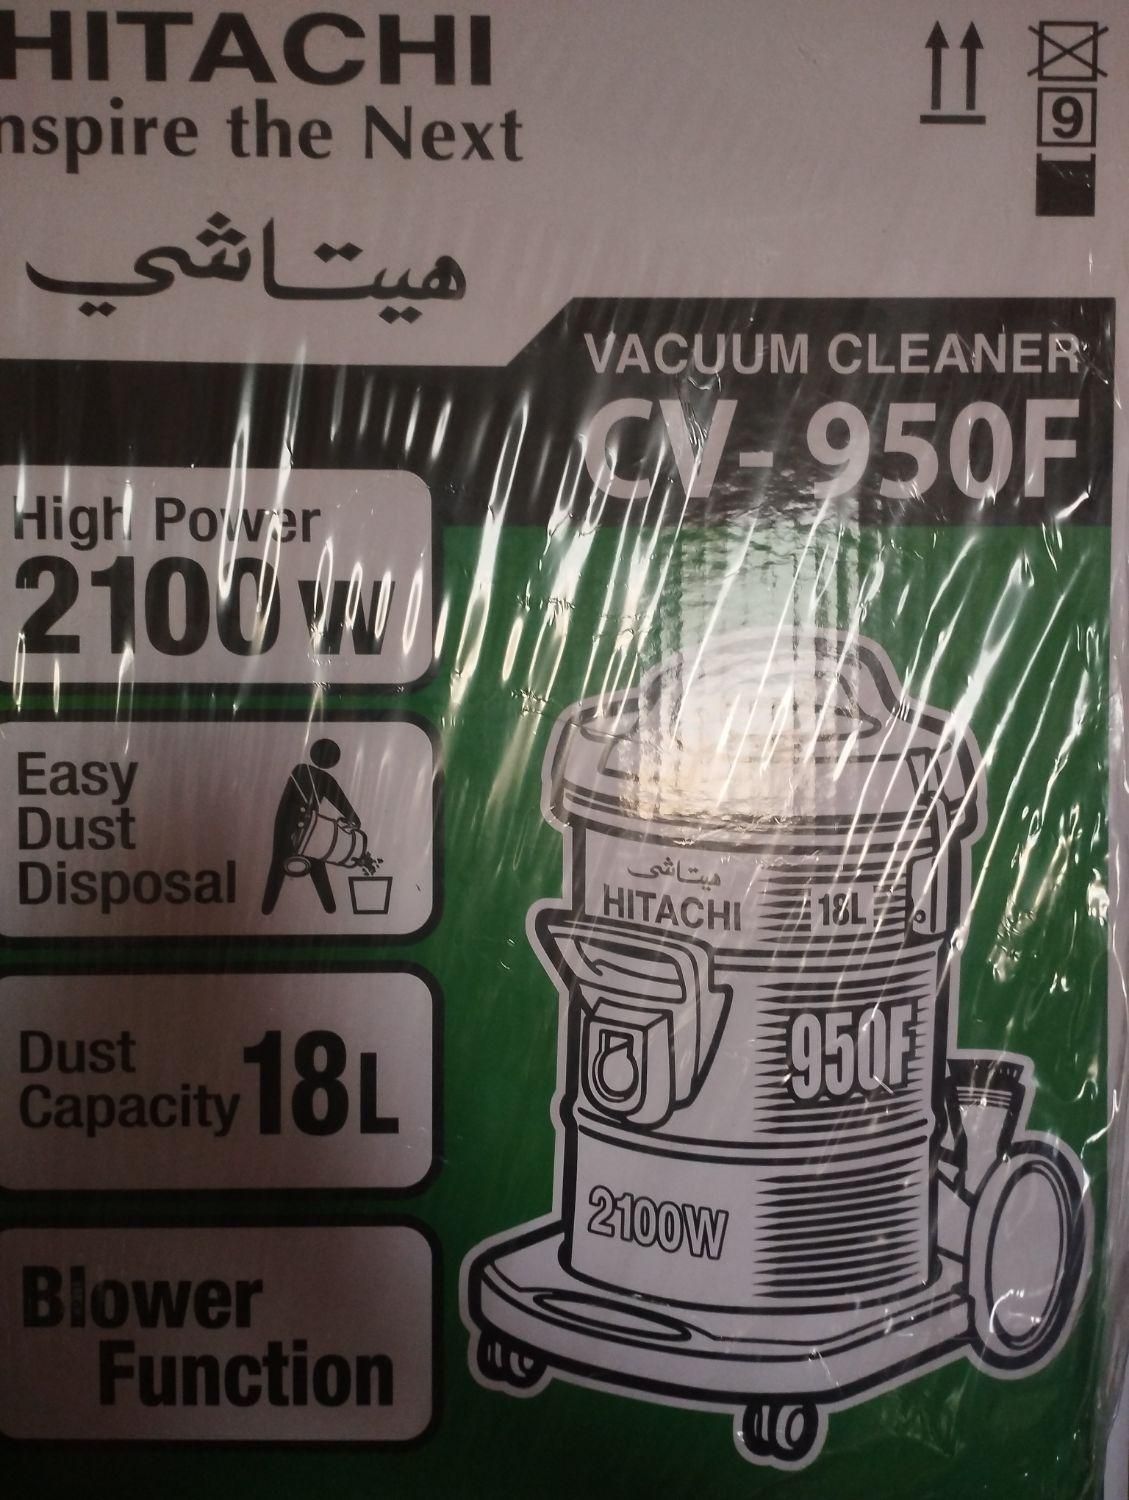 HITACHI
nspire the Next
هيتاشي
9
VACUUM CLEANER
CV-950F
High Power
2100 W
Easy
Dust
Disposal
Dust
Capacity 18L
Blower
Function
هيتاشي
HITACHI
18L
950F
2100W